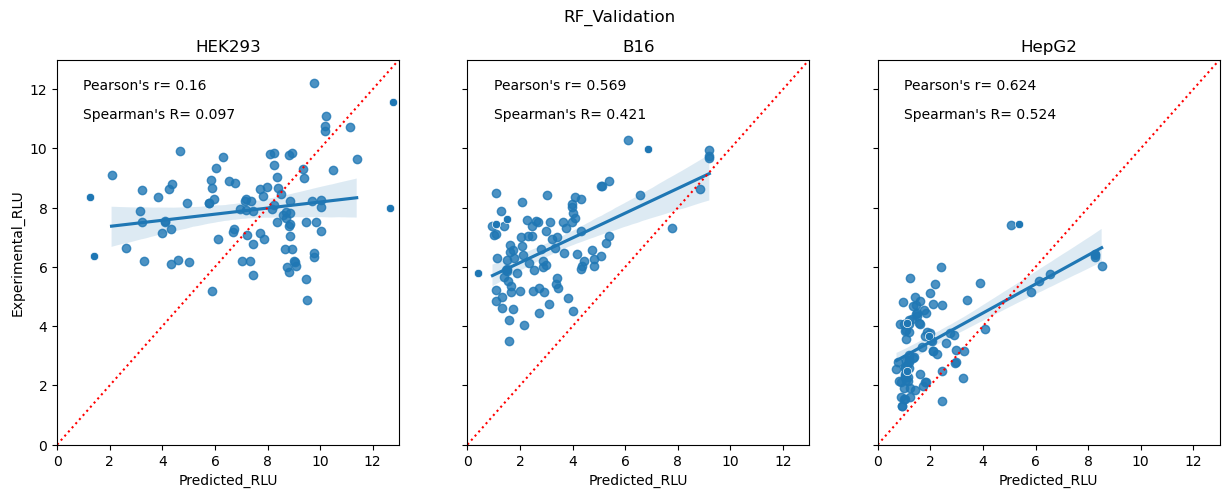 RF_Validation
HEK293
B16
HepG2
Pearson's r= 0.16
Spearman's R= 0.097
Pearson's r= 0.569
Spearman's R= 0.421
Pearson's r= 0.624
Spearman's R= 0.524
Experimental_RLU
12
10
8
6
4
2
0
0 2 4 6 8 10 12
0 2 4 6 8 10 12
0 2 4 6 8 10 12
Predicted_RLU
Predicted_RLU
Predicted_RLU